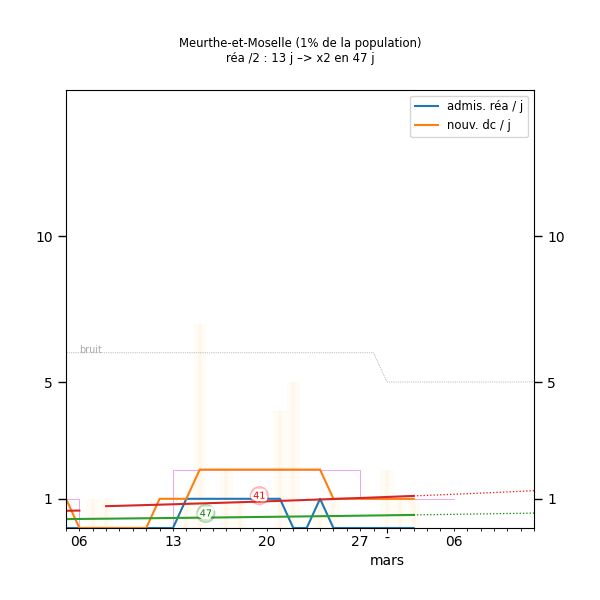 Meurthe-et-Moselle (1% de la population)
réa /2 : 13 j –> x2 en 47 j
admis. réa / j
nouv. dc / j
10
10
bruit
5
5
41
47
1
1
06
13
20
27
-
06
mars